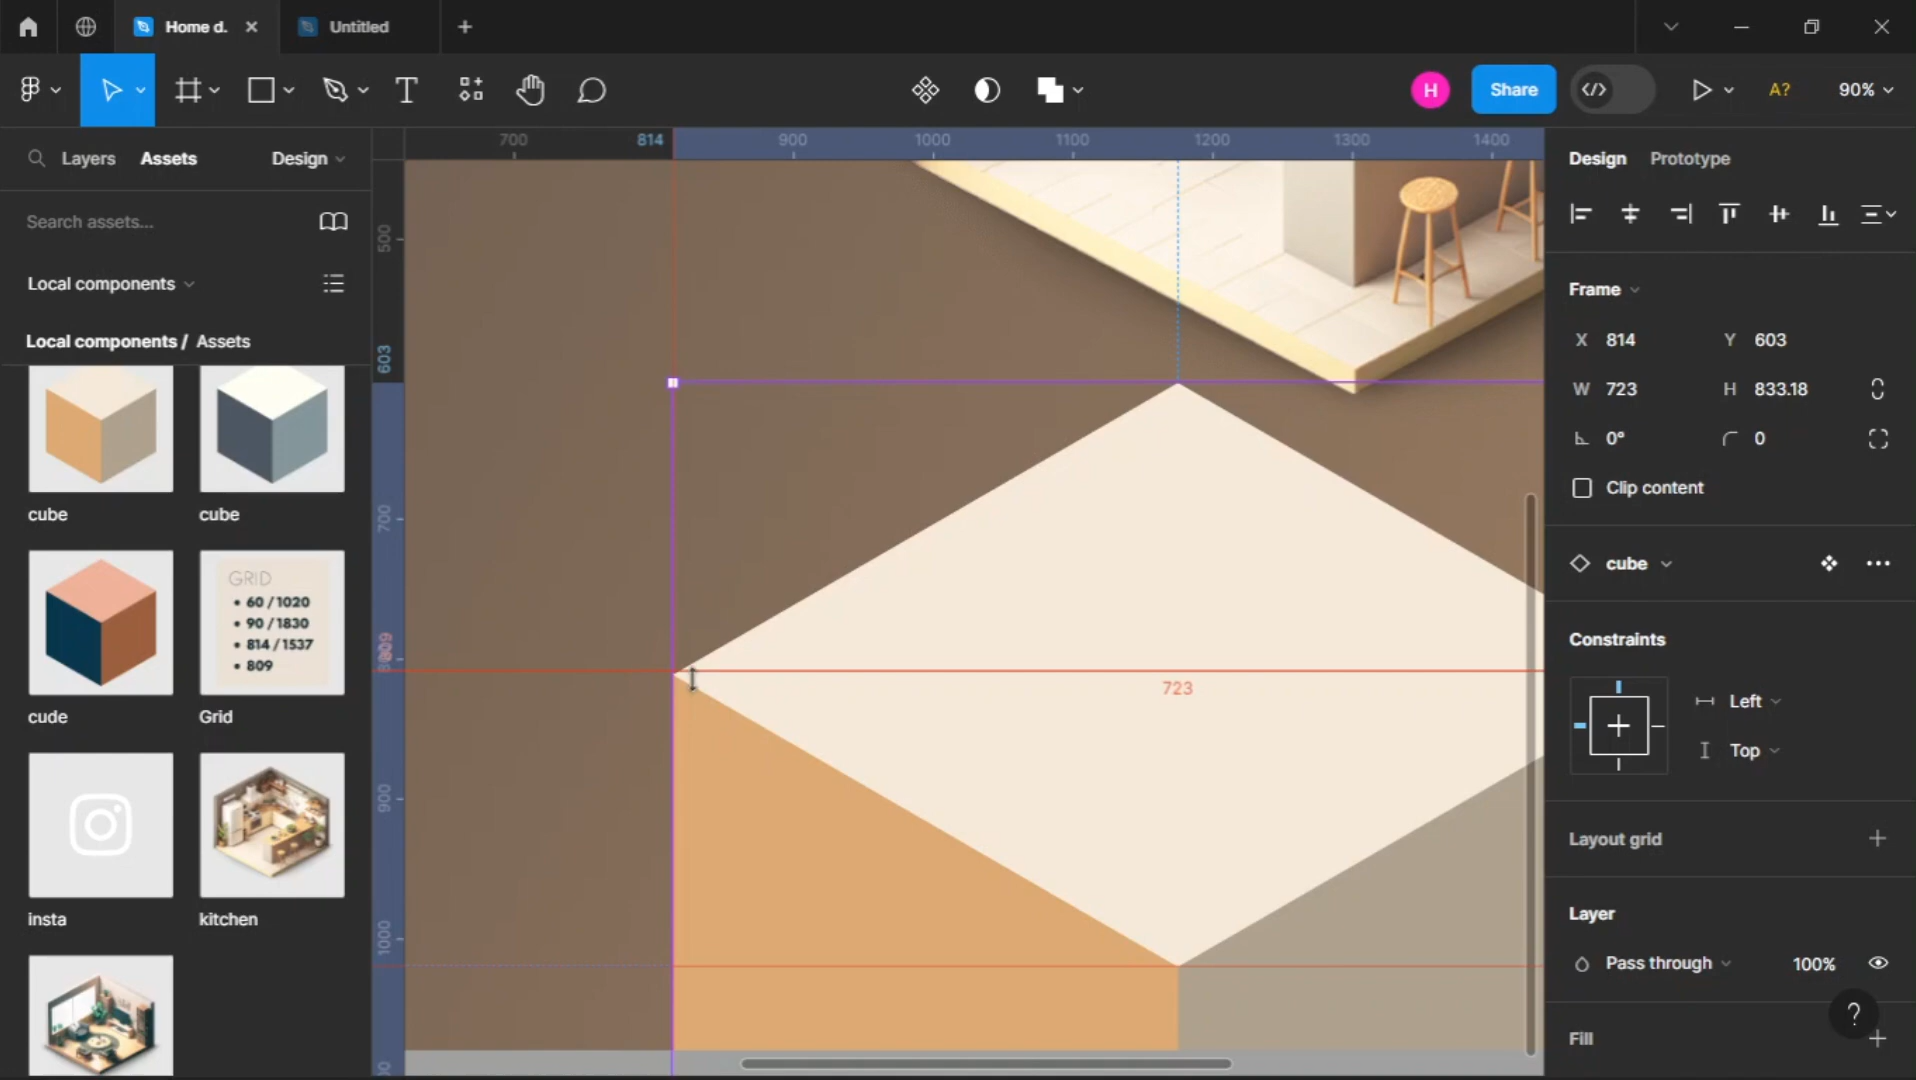 Home d.
Untitled
Share
A?
90%
Layers
Assets
Design
Search assets...
Local components
Local components / Assets
cube
cube
GRID
• 60 / 1020
• 90 / 1830
• 814 / 1537
• 809
cude
Grid
insta
kitchen
700
814
900
1000
1100
1200
1300
1400
500
603
700
809
900
1000
723
H
Design
Prototype
Frame
X 814
Y 603
W 723
H 833.18
0°
0
Clip content
cube
Constraints
Left
Top
Layout grid
Layer
Pass through
100%
?
Fill